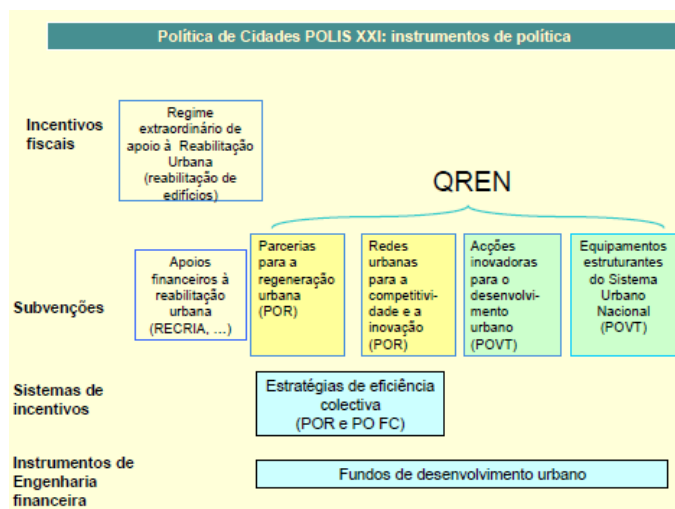 Política de Cidades POLIS XXI: instrumentos de política
Incentivos
fiscais
Regime
extraordinário de
apoio à Reabilitação
Urbana
(reabilitação de
edifícios)
QREN
Subvenções
Apoios
financeiros à
reabilitação
urbana
(RECRIA, ...)
Parcerias
para a
regeneração
urbana
(POR)
Redes
urbanas
para a
competitivi-
dade e a
inovação
(POR)
Acções
inovadoras
para o
desenvolvi-
mento
urbano
(POVT)
Equipamentos
estruturantes
do Sistema
Urbano
Nacional
(POVT)
Sistemas de
incentivos
Estratégias de eficiência
colectiva
(POR e PO FC)
Instrumentos de
Engenharia
financeira
Fundos de desenvolvimento urbano